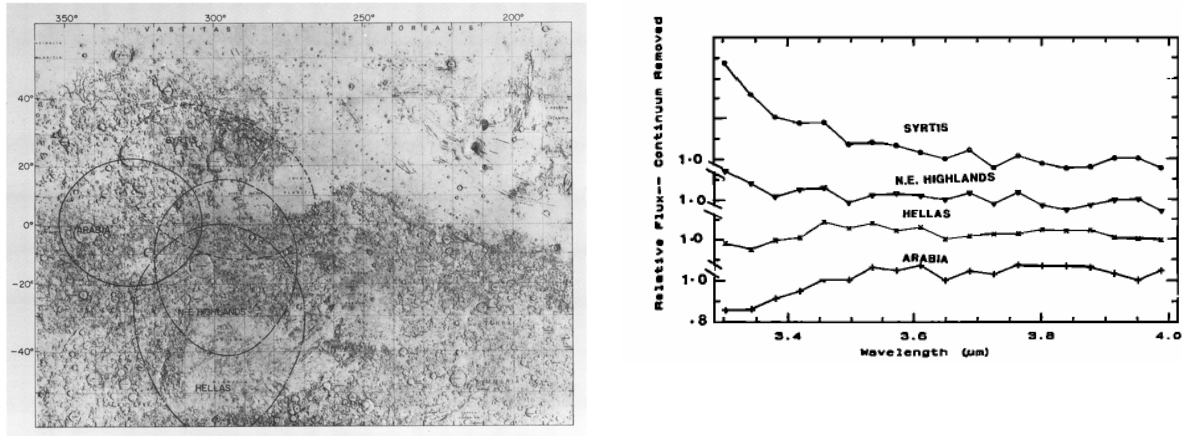 350° 300° 250° 200°
VASTITAS BOREALIS
40°
20°
0°
-20°
-40°
SYRTIS
ARABIA
N.E. HIGHLANDS
HELLAS
Relative Flux-- Continuum Removed
SYRTIS
1.0
N.E. HIGHLANDS
1.0
HELLAS
1.0
ARABIA
1.0
.8
3.4 3.6 3.8 4.0
Wavelength (µm)